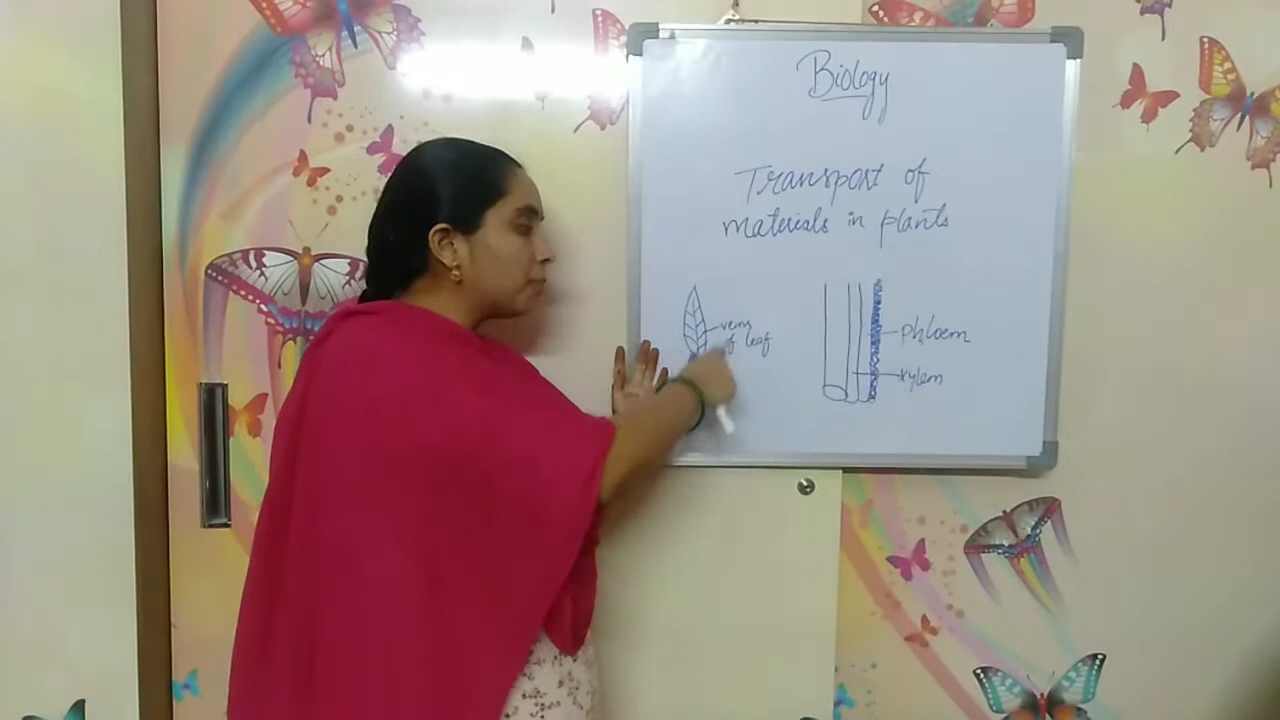 Biology
Transport of
materials in plants
veins
of leaf
phloem
xylem